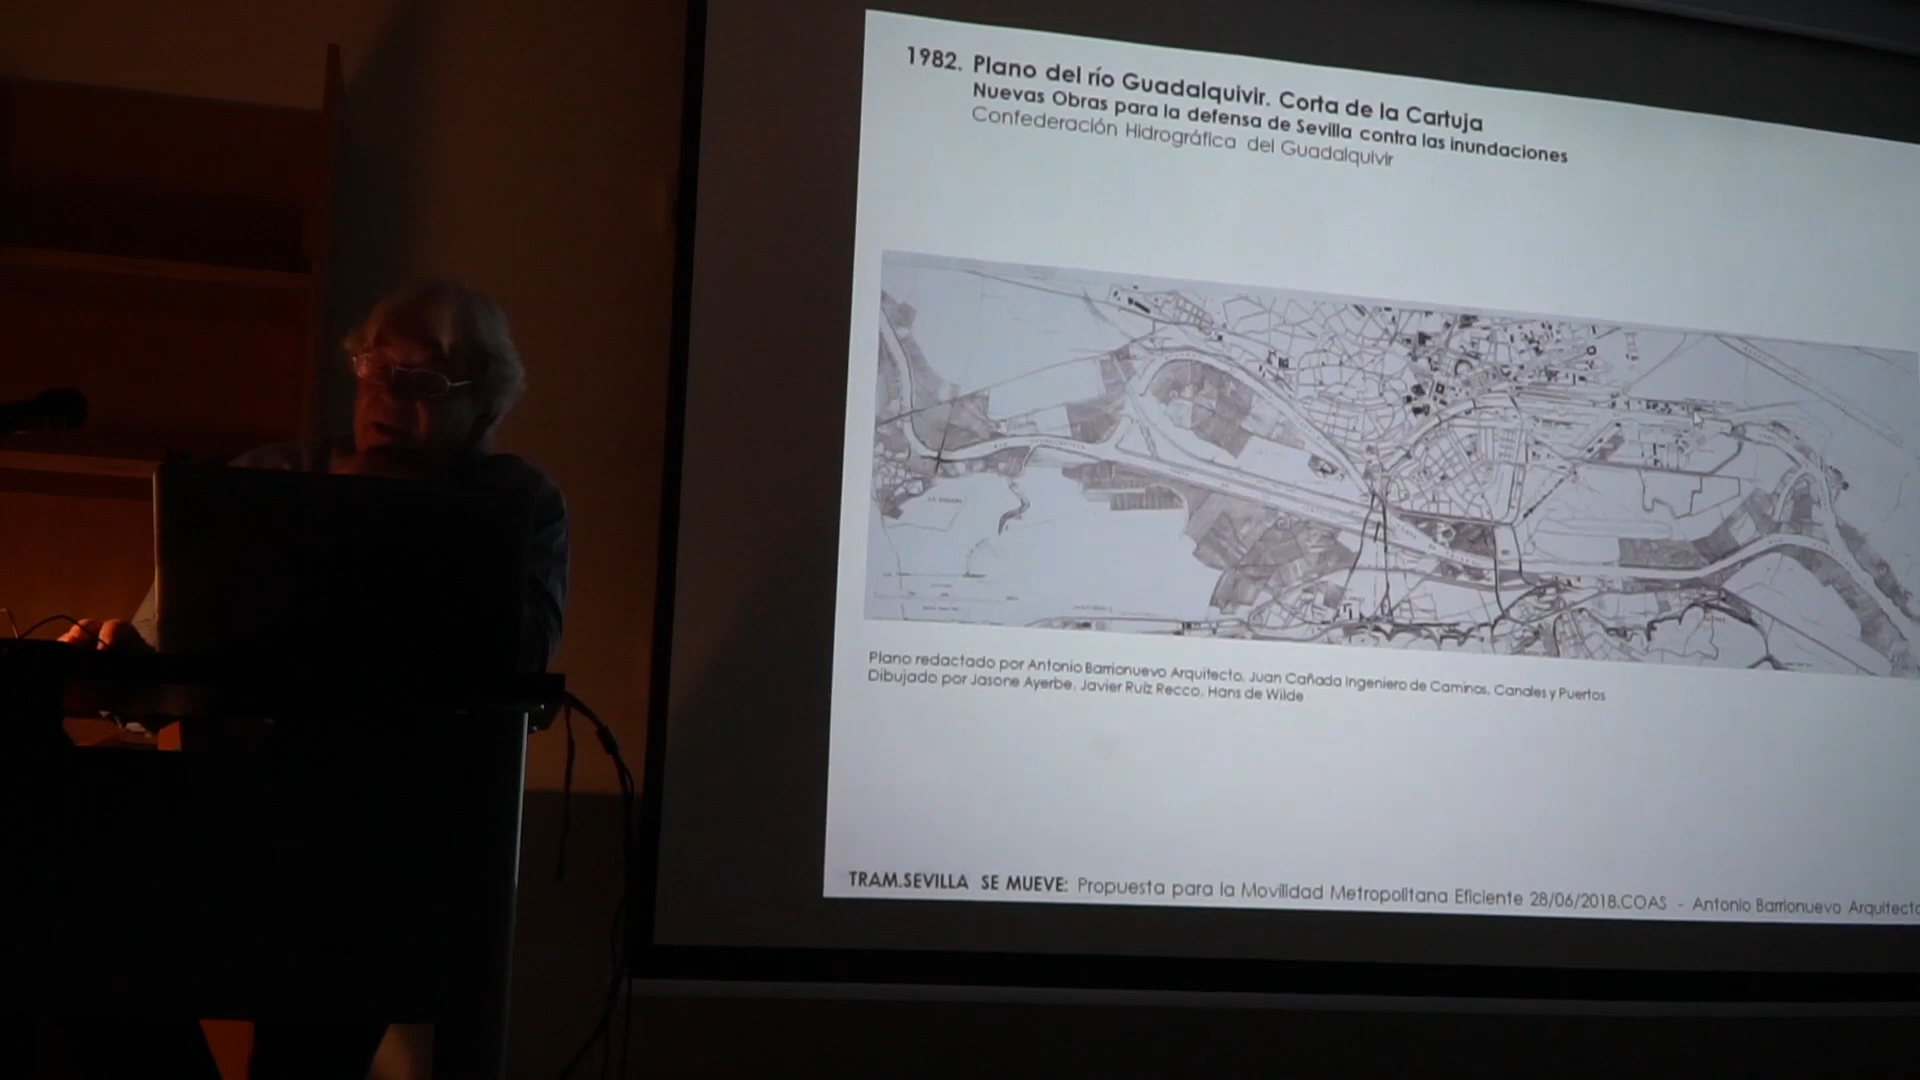 1982. Plano del río Guadalquivir. Corta de la Cartuja
Nuevas Obras para la defensa de Sevilla contra las inundaciones
Confederación Hidrográfica del Guadalquivir
Plano redactado por Antonio Barrionuevo Arquitecto, Juan Cañada Ingeniero de Caminos, Canales y Puertos
Dibujado por Jasone Ayerbe, Javier Ruíz Recco, Hans de Wilde
TRAM.SEVILLA SE MUEVE: Propuesta para la Movilidad Metropolitana Eficiente 28/06/2018.COAS - Antonio Barrionuevo Arquitecto